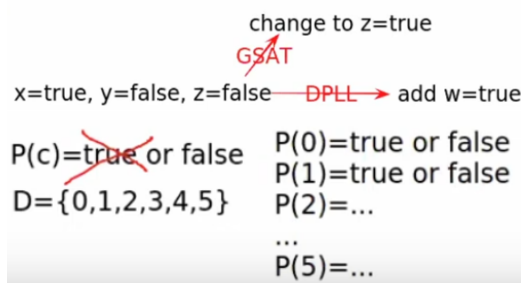 change to z=true
GSAT
x=true, y=false, z=false DPLL add w=true
P(c)=true or false
D={0,1,2,3,4,5}
P(0)=true or false
P(1)=true or false
P(2)=...
...
P(5)=...